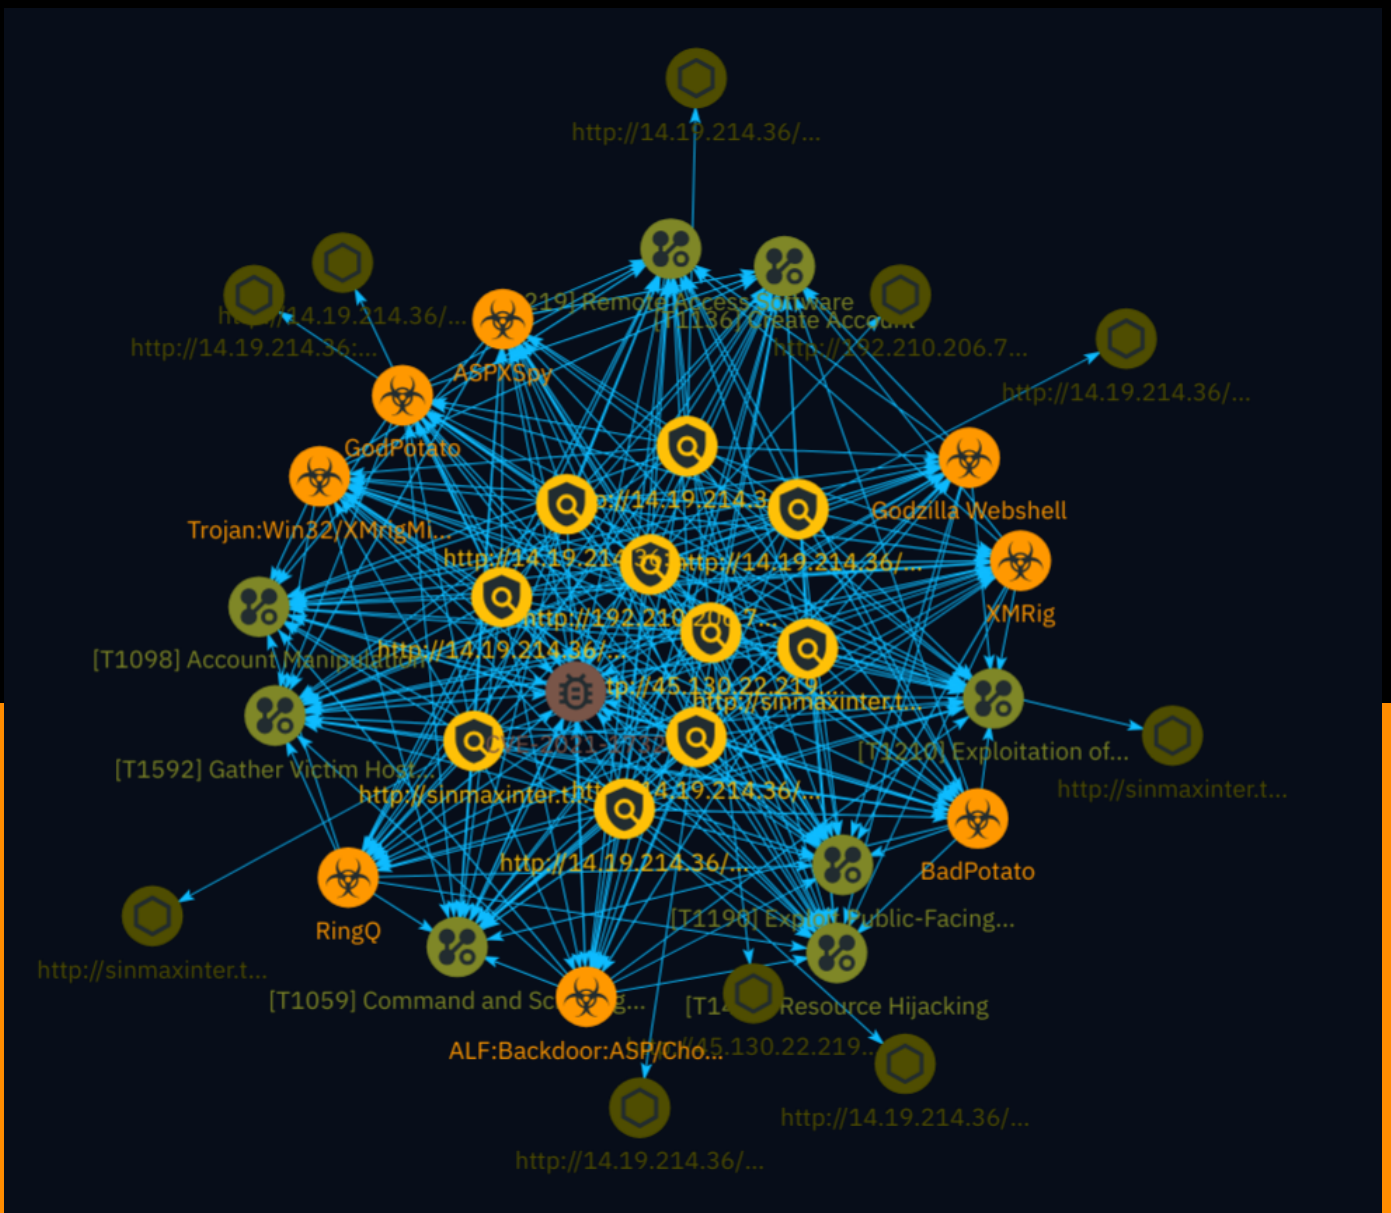 http://14.19.214.36/...
http://14.19.214.36/...
http://14.19.214.36:...
219] Remote Access Software
[T1136] Create Account
http://192.210.206.7...
http://14.19.214.36/...
ASPXSpy
GodPotato
Trojan:Win32/XMrigMi...
Godzilla Webshell
http://14.19.214.36:
http://14.19.214.36/...
XMRig
http://192.210.206.7...
http://14.19.214.36/...
[T1098] Account Manipulation
http://45.130.22.219...
http://sinmaxinter.t...
[T1592] Gather Victim Host...
[T1210] Exploitation of...
http://sinmaxinter.t...
http://14.19.214.36/...
http://sinmaxinter.t...
http://14.19.214.36/...
BadPotato
[T1190] Exploit Public-Facing...
RingQ
http://sinmaxinter.t...
[T1059] Command and
Resource Hijacking
ALF:Backdoor:ASP/Cho...
45.130.22.219...
http://14.19.214.36/...
http://14.19.214.36/...